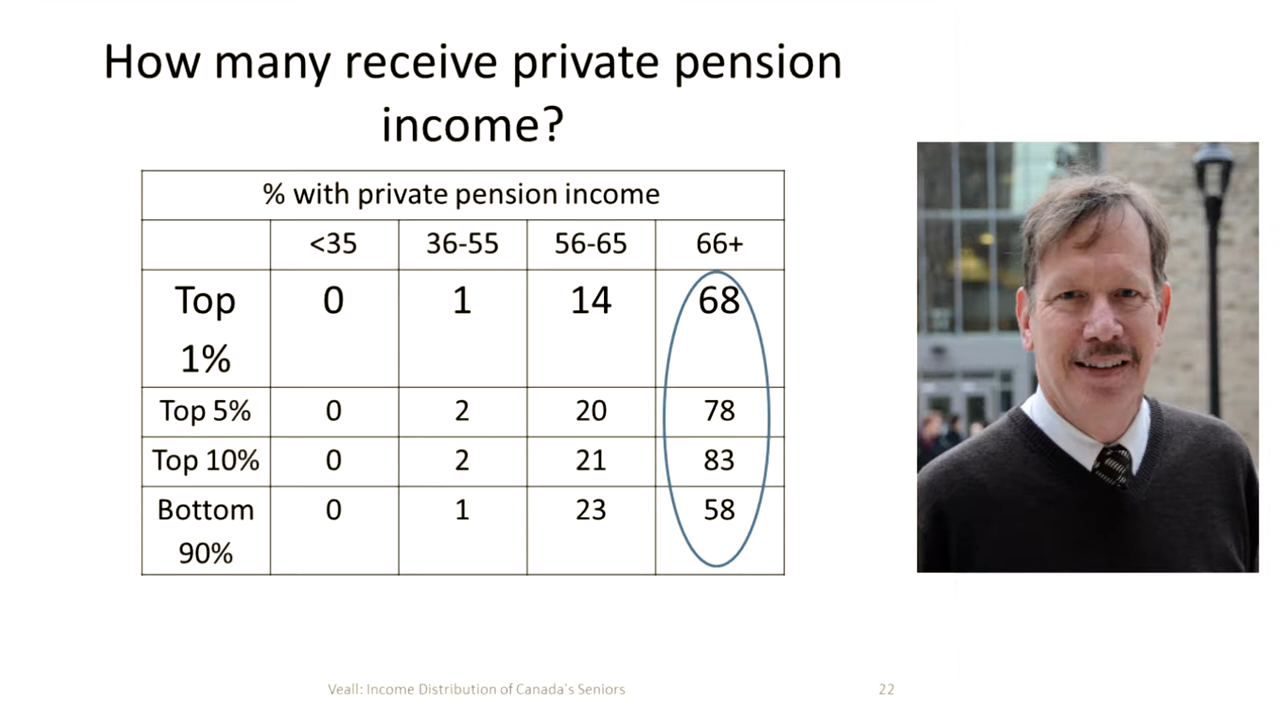 How many receive private pension
income?
% with private pension income
<35 36-55 56-65 66+
Top 0 1 14 68
1%
Top 5% 0 2 20 78
Top 10% 0 2 21 83
Bottom 0 1 23 58
90%
Veall: Income Distribution of Canada's Seniors 22